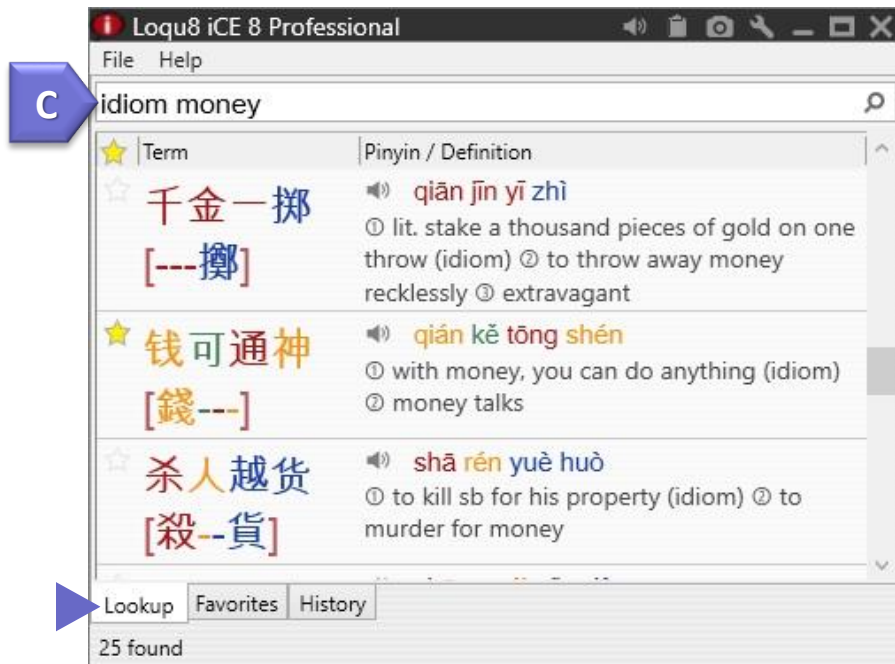 Loqu8 iCE 8 Professional
File Help
C
idiom money
Term Pinyin / Definition
千金一掷 qiān jīn yī zhì
[---擲] ① lit. stake a thousand pieces of gold on one
throw (idiom) ② to throw away money
recklessly ③ extravagant
钱可通神 qián kě tōng shén
[錢---] ① with money, you can do anything (idiom)
② money talks
杀人越货 shā rén yuè huò
[殺--貨] ① to kill sb for his property (idiom) ② to
murder for money
Lookup Favorites History
25 found